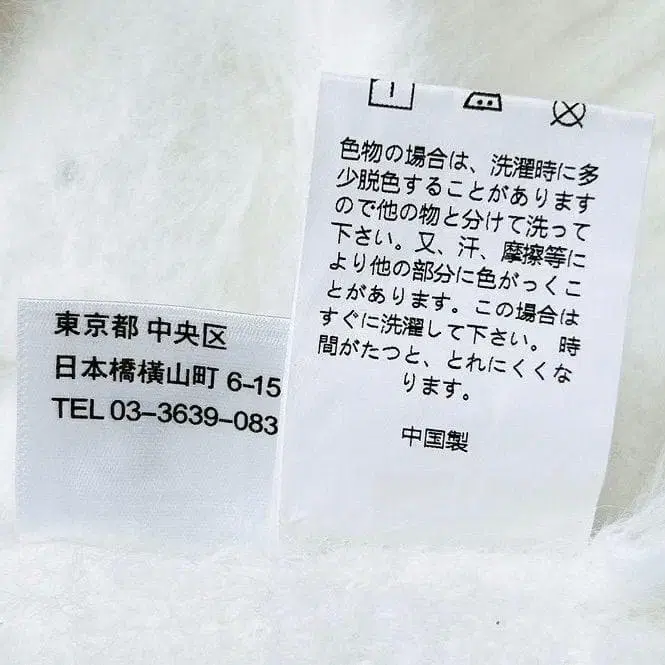 東京都 中央区
日本橋横山町 6-15
TEL 03-3639-083
色物の場合は、洗濯時に多
少脱色することがあります
ので他の物と分けて洗って
下さい。又、汗、摩擦等に
より他の部分に色がっくこ
とがあります。この場合は
すぐに洗濯して下さい。 時
間がたつと、とれにくくな
ります。
中国製